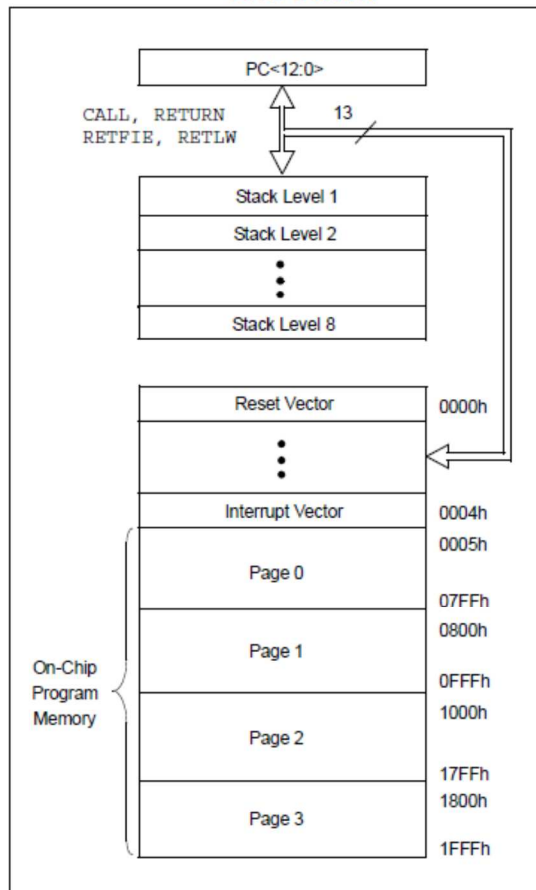 PC<12:0>
CALL, RETURN
RETFIE, RETLW
13
Stack Level 1
Stack Level 2
Stack Level 8
Reset Vector
0000h
Interrupt Vector
0004h
0005h
Page 0
07FFh
0800h
Page 1
0FFFh
On-Chip
Program
Memory
1000h
Page 2
17FFh
1800h
Page 3
1FFFh